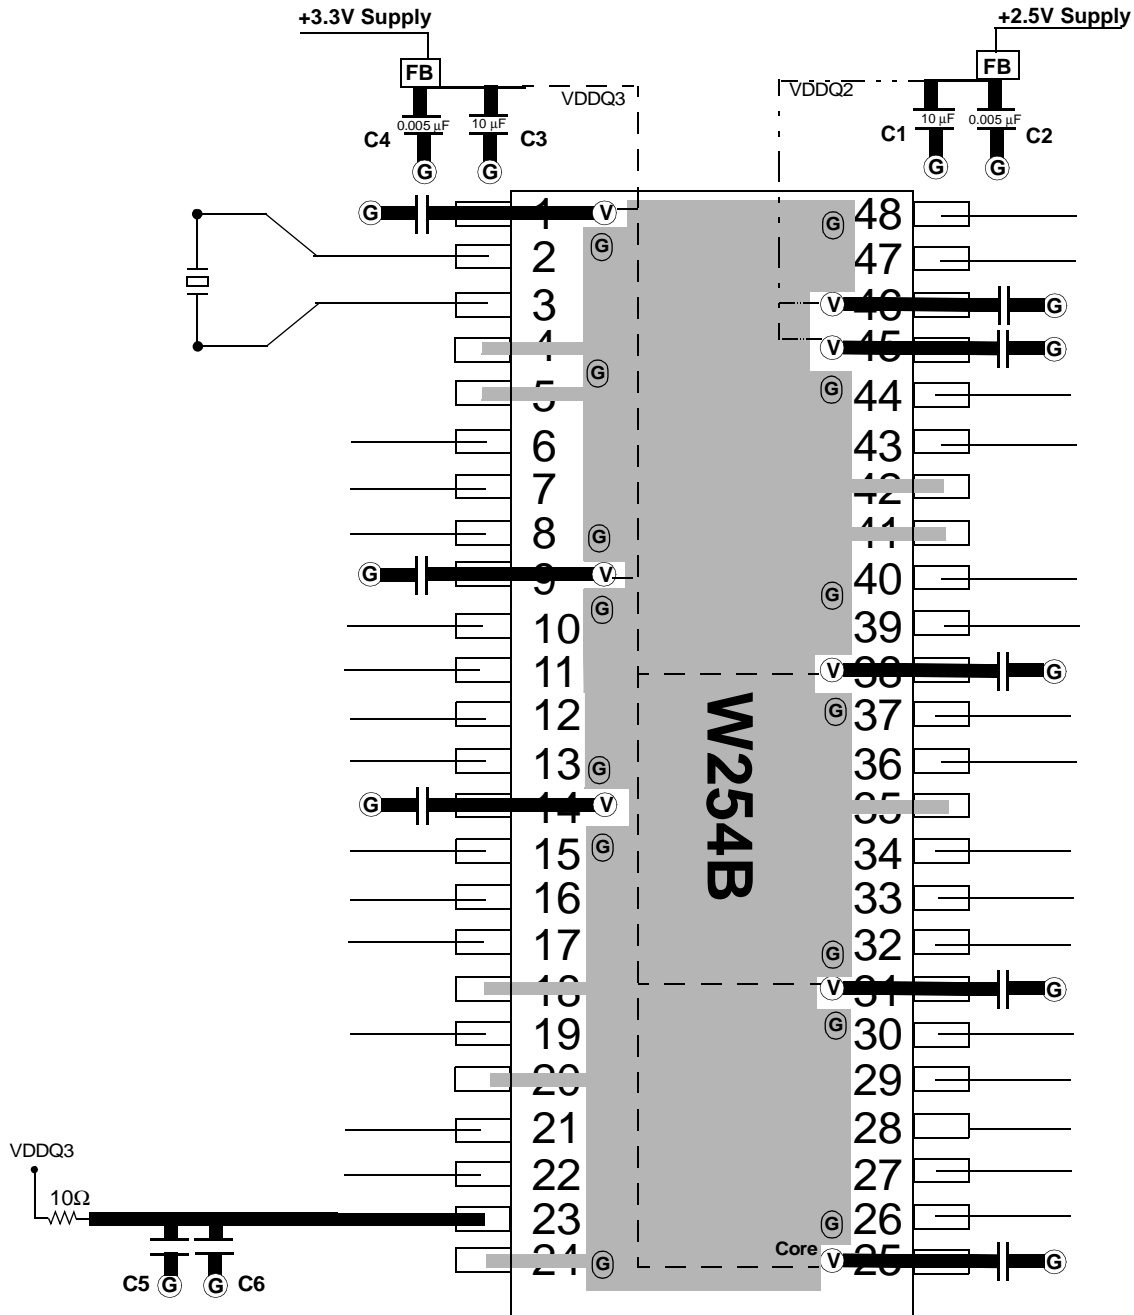 +3.3V Supply
+2.5V Supply
FB
FB
VDDQ3
VDDQ2
0.005 µF
10 µF
10 µF
0.005 µF
C4
C3
C1
C2
G
G
G
G
G
1
V
G
48
G
2
47
3
V
46
G
4
V
45
G
G
5
G
44
6
43
7
42
8
G
41
G
9
V
40
G
G
10
39
11
V
38
G
12
G
37
13
G
36
G
14
V
35
W254B
15
G
34
16
33
17
G
32
18
V
31
G
19
G
30
20
29
21
28
VDDQ3
22
27
10Ω
23
G
26
24
G
Core
V
25
G
C5
G
G
C6